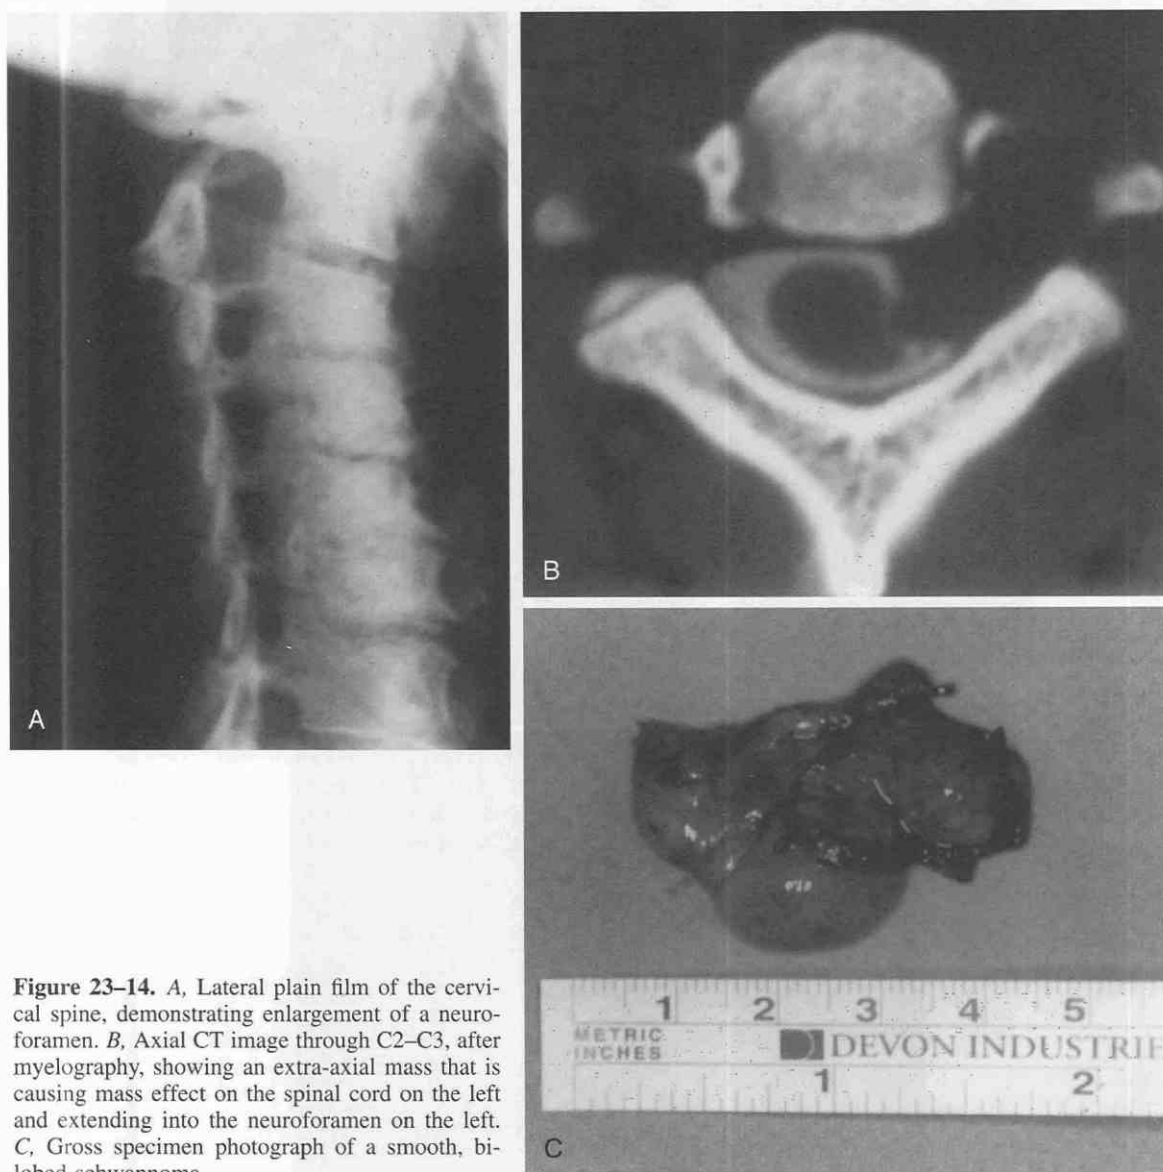 A
B
Figure 23–14. A, Lateral plain film of the cervi-
cal spine, demonstrating enlargement of a neuro-
foramen. B, Axial CT image through C2–C3, after
myelography, showing an extra-axial mass that is
causing mass effect on the spinal cord on the left
and extending into the neuroforamen on the left.
C, Gross specimen photograph of a smooth, bi-
lobed schwannoma.
1 2 3 4 5
METRIC
INCHES
DEVON INDUSTRIE
1 2
C